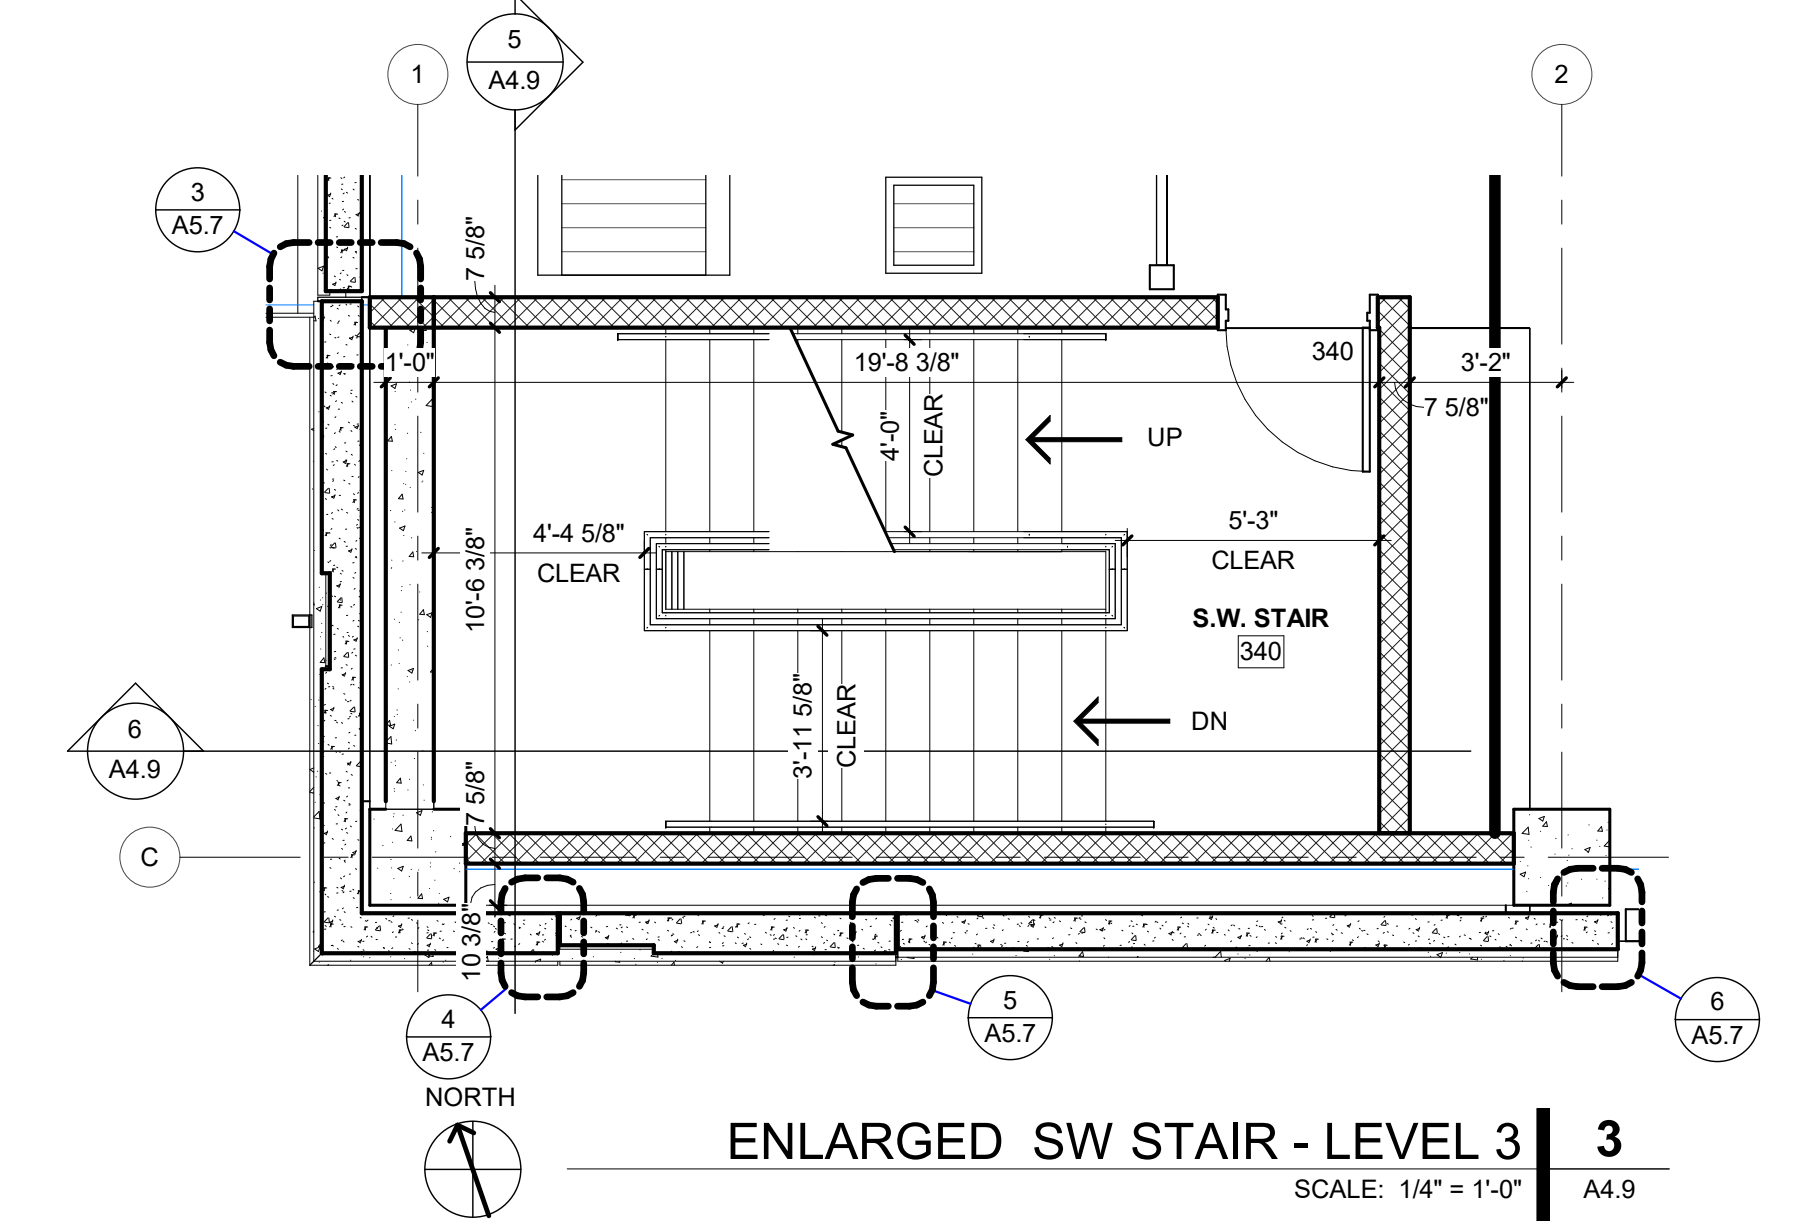 5
A4.9
1
2
3
A5.7
7 5/8"
1'-0"
19'-8 3/8"
340
3'-2"
7 5/8"
4'-0"
CLEAR
UP
4'-4 5/8"
CLEAR
10'-6 3/8"
5'-3"
CLEAR
S.W. STAIR
340
3'-11 5/8"
CLEAR
DN
6
A4.9
7 5/8"
C
10 3/8"
4
A5.7
5
A5.7
6
A5.7
NORTH
ENLARGED SW STAIR - LEVEL 3
3
SCALE: 1/4" = 1'-0"
A4.9